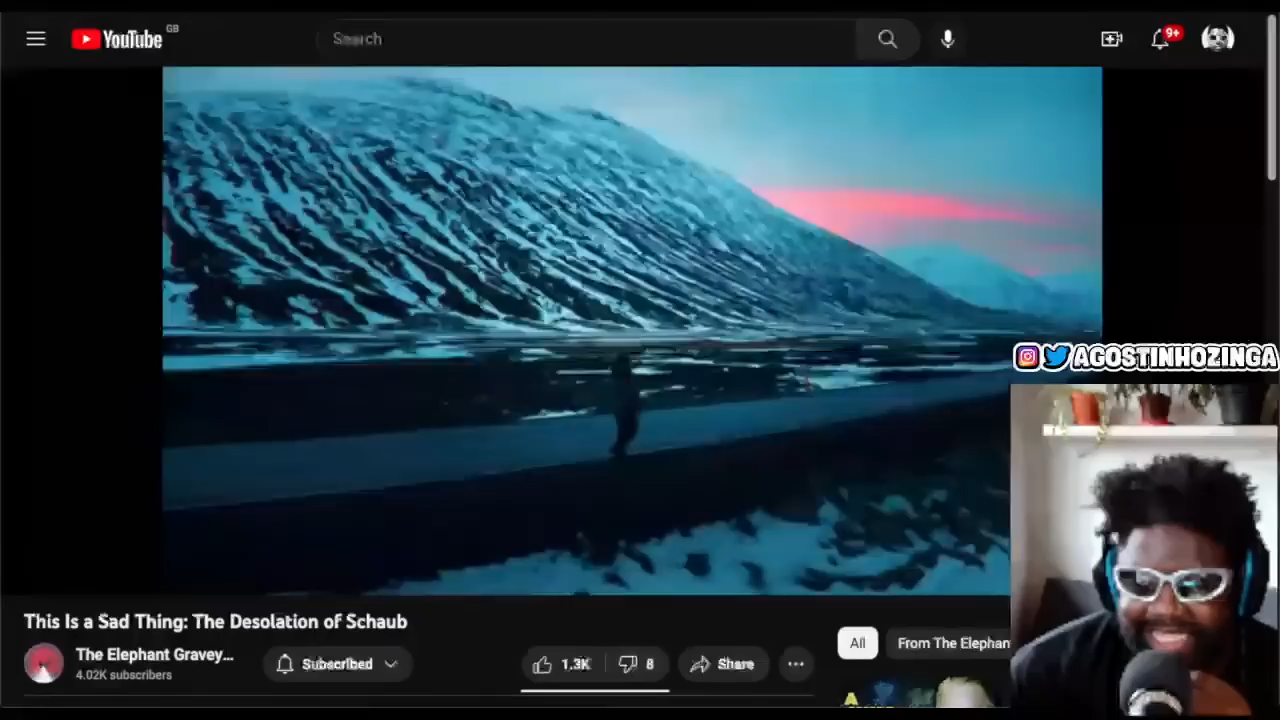 YouTube GB
Search
9+
AGOSTINHOZINGA
This Is a Sad Thing: The Desolation of Schaub
The Elephant Gravey...
4.02K subscribers
Subscribed
1.3K
8
Share
All
From The Elephan